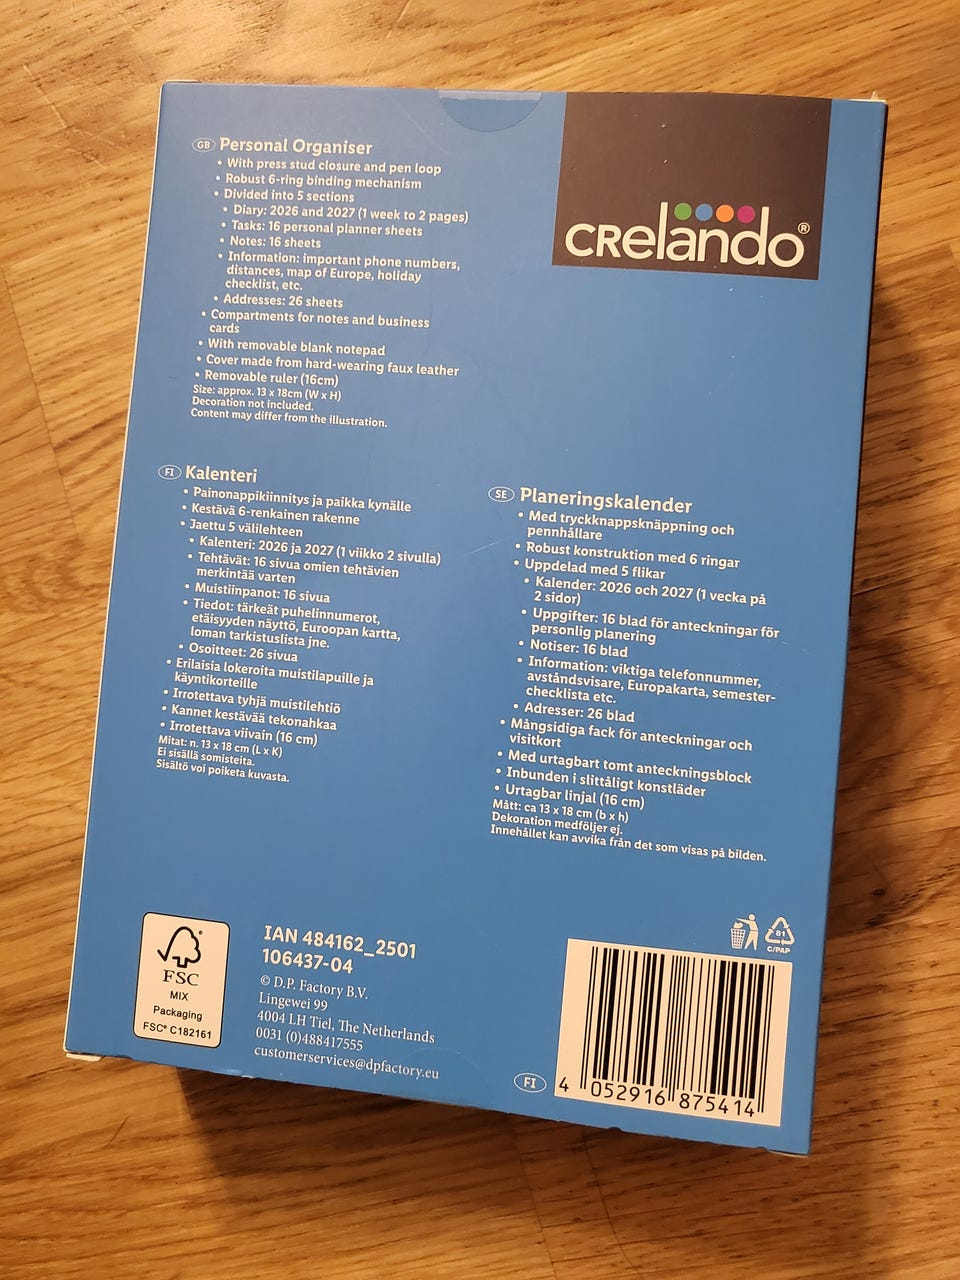 crelando®
GB Personal Organiser
• With press stud closure and pen loop
• Robust 6-ring binding mechanism
• Divided into 5 sections
• Diary: 2026 and 2027 (1 week to 2 pages)
• Tasks: 16 personal planner sheets
• Notes: 16 sheets
• Information: important phone numbers,
distances, map of Europe, holiday
checklist, etc.
• Addresses: 26 sheets
• Compartments for notes and business
cards
• With removable blank notepad
• Cover made from hard-wearing faux leather
• Removable ruler (16cm)
Size: approx. 13 x 18cm (W x H)
Decoration not included.
Content may differ from the illustration.
FI Kalenteri
• Painonappikiinnitys ja paikka kynälle
• Kestävä 6-renkainen rakenne
• Jaettu 5 välilehteen
• Kalenteri: 2026 ja 2027 (1 viikko 2 sivulla)
• Tehtävät: 16 sivua omien tehtävien
merkintää varten
• Muistiinpanot: 16 sivua
• Tiedot: tärkeät puhelinnumerot,
etäisyyden näyttö, Euroopan kartta,
loman tarkistuslista jne.
• Osoitteet: 26 sivua
• Erilaisia lokeroita muistilapuille ja
käyntikorteille
• Irrotettava tyhjä muistilehtiö
• Kannet kestävää tekonahkaa
• Irrotettava viivain (16 cm)
Mitat: n. 13 x 18 cm (L x K)
Ei sisällä somisteita.
Sisältö voi poiketa kuvasta.
SE Planeringskalender
• Med tryckknappsknäppning och
pennhållare
• Robust konstruktion med 6 ringar
• Uppdelad med 5 flikar
• Kalender: 2026 och 2027 (1 vecka på
2 sidor)
• Uppgifter: 16 blad för anteckningar för
personlig planering
• Notiser: 16 blad
• Information: viktiga telefonnummer,
avståndsvisare, Europakarta, semester-
checklista etc.
• Adresser: 26 blad
• Mångsidiga fack för anteckningar och
visitkort
• Med urtagbart tomt anteckningsblock
• Inbunden i slittåligt konstläder
• Urtagbar linjal (16 cm)
Mått: ca 13 x 18 cm (b x h)
Dekoration medföljer ej.
Innehållet kan avvika från det som visas på bilden.
FSC
MIX
Packaging
FSC® C182161
IAN 484162_2501
106437-04
© D.P. Factory B.V.
Lingewei 99
4004 LH Tiel, The Netherlands
0031 (0)488417555
customerservices@dpfactory.eu
81
C/PAP
FI
4 052916 875414